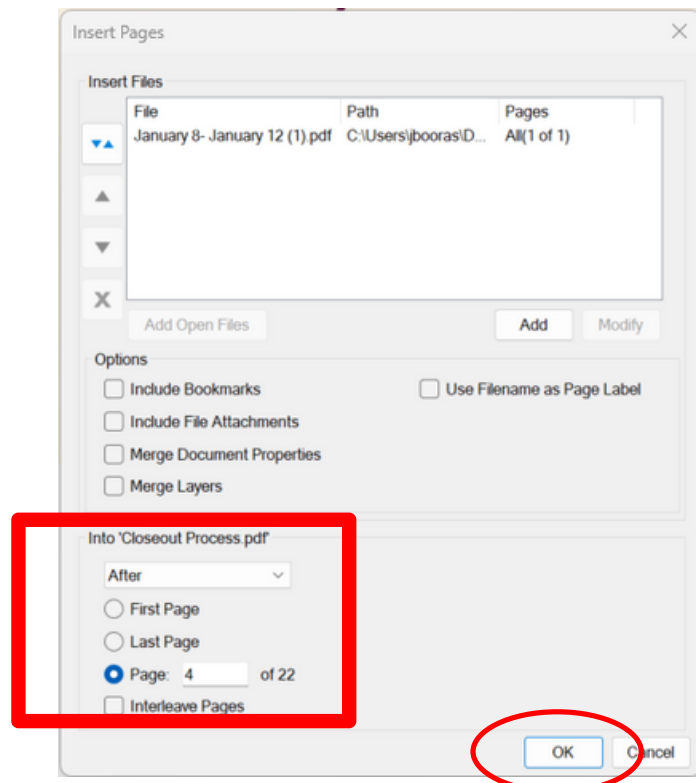 Insert Pages
Insert Files
File Path Pages
January 8- January 12 (1).pdf C:\Users\jbooras\D... All(1 of 1)
Add Open Files Add Modify
Options
Include Bookmarks Use Filename as Page Label
Include File Attachments
Merge Document Properties
Merge Layers
Into 'Closeout Process.pdf'
After
First Page
Last Page
Page: 4 of 22
Interleave Pages
OK Cancel